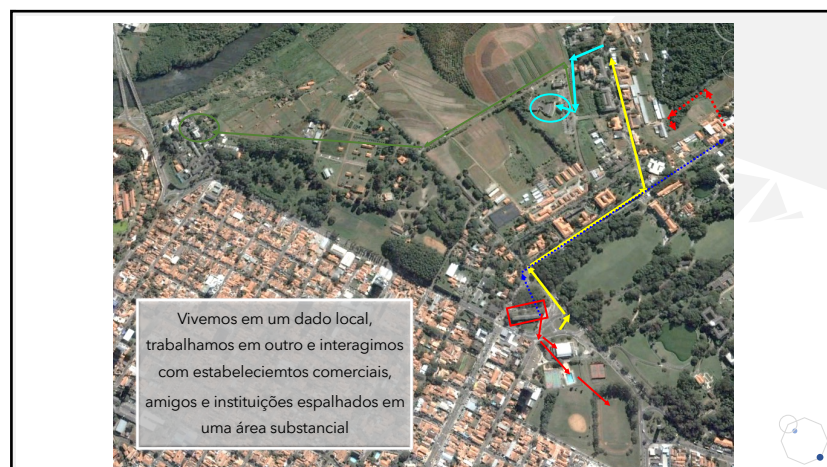 Vivemos em um dado local,
trabalhamos em outro e interagimos
com estabeleciemtos comerciais,
amigos e instituições espalhados em
uma área substancial